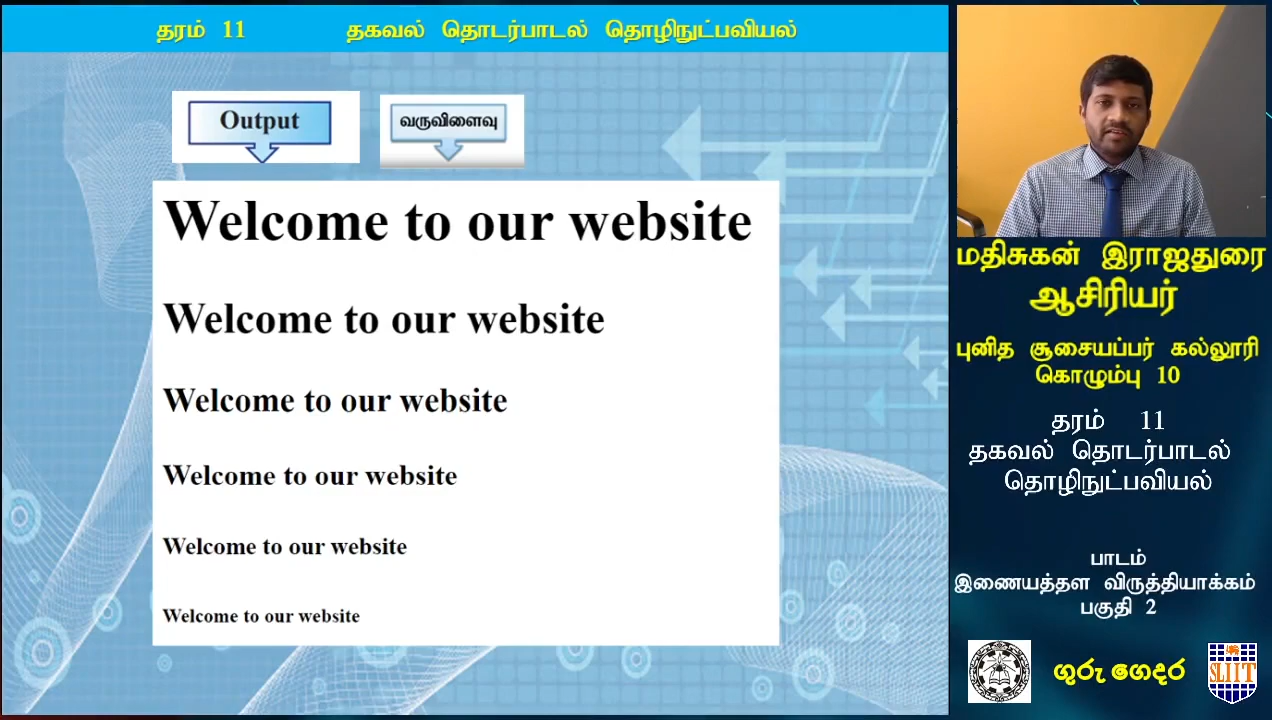 தரம் 11 தகவல் தொடர்பாடல் தொழிநுட்பவியல்
Output
வருவிளைவு
Welcome to our website
Welcome to our website
Welcome to our website
Welcome to our website
Welcome to our website
Welcome to our website
மதிசுகன் இராஜதுரை
ஆசிரியர்
புனித சூசையப்பர் கல்லூரி
கொழும்பு 10
தரம் 11
தகவல் தொடர்பாடல்
தொழிநுட்பவியல்
பாடம்
இணையத்தள விருத்தியாக்கம்
பகுதி 2
குரு கெதர
SLIIT